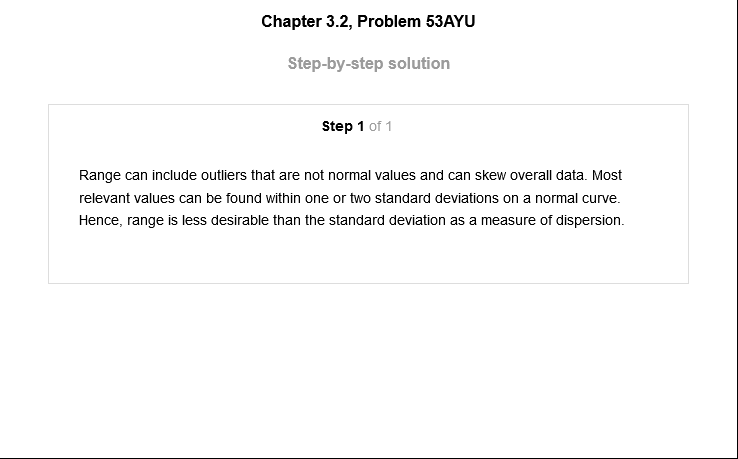 Chapter 3.2, Problem 53AYU
Step-by-step solution
Step 1 of 1
Range can include outliers that are not normal values and can skew overall data. Most
relevant values can be found within one or two standard deviations on a normal curve.
Hence, range is less desirable than the standard deviation as a measure of dispersion.